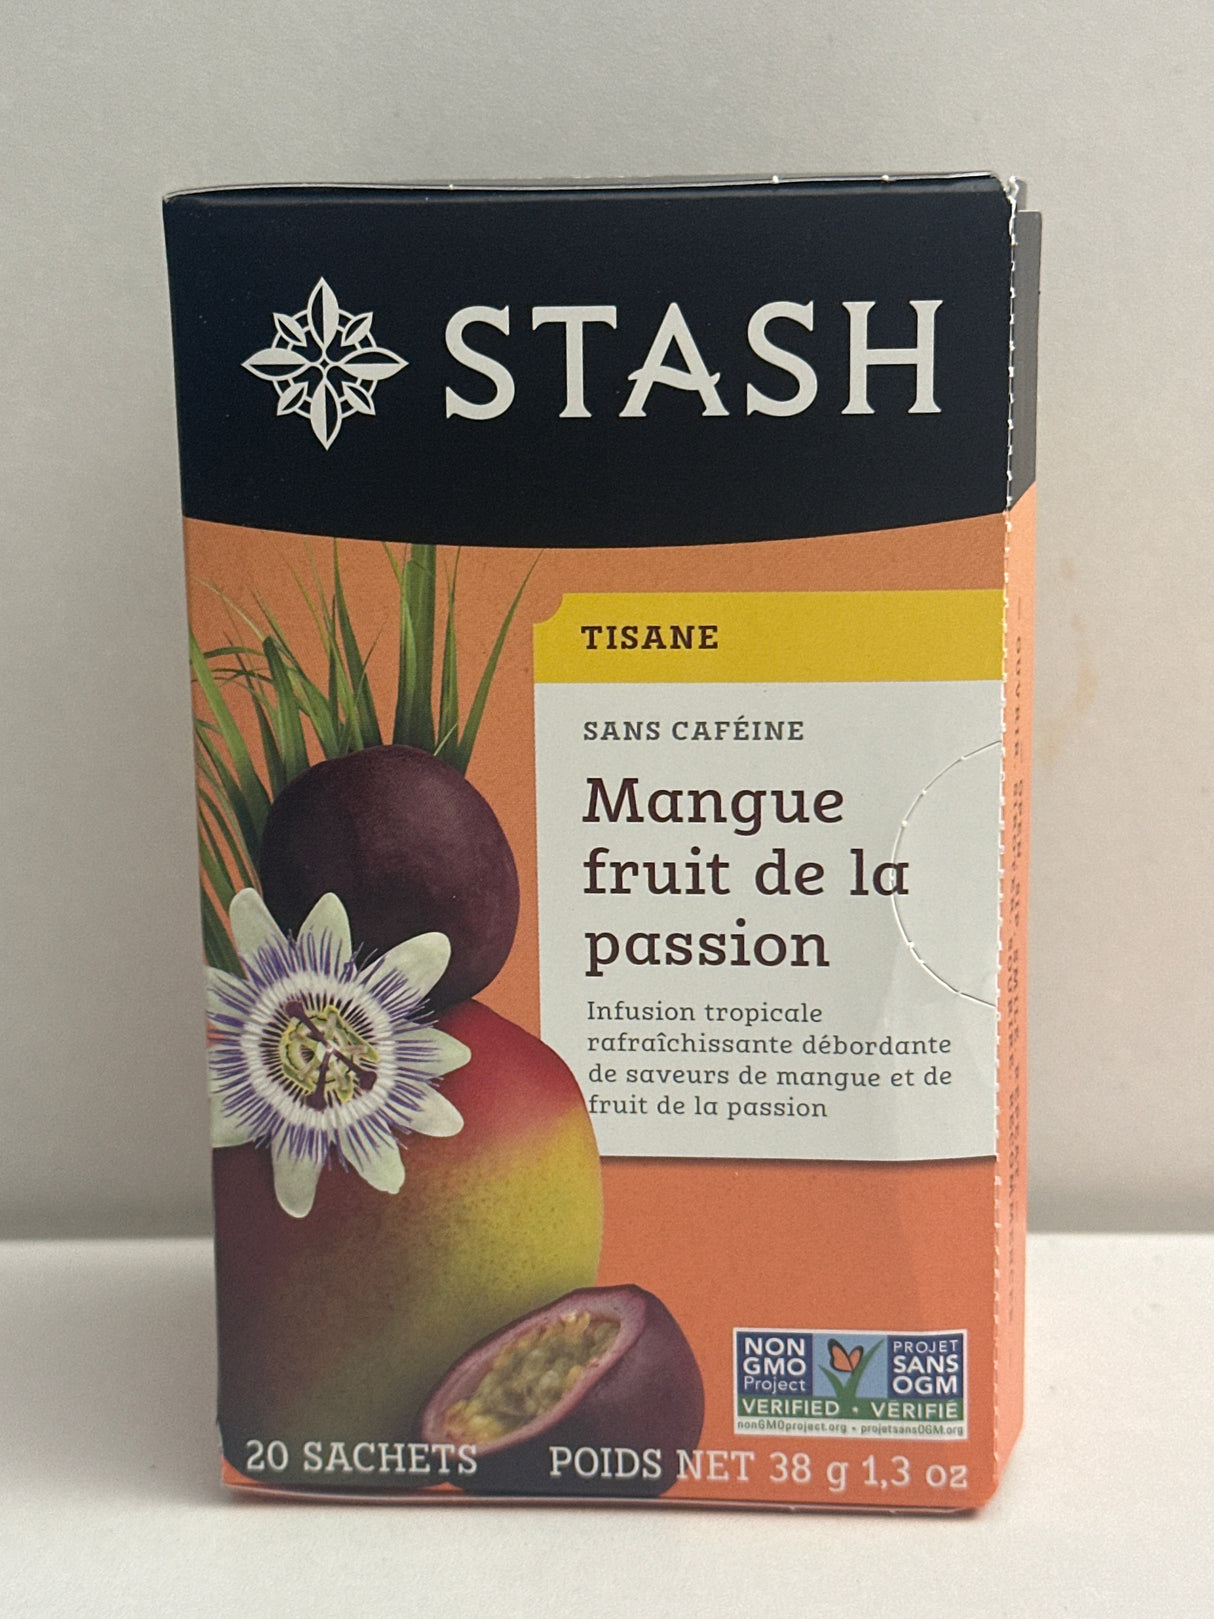 STASH
TISANE
SANS CAFÉINE
Mangue
fruit de la
passion
Infusion tropicale
rafraîchissante débordante
de saveurs de mangue et de
fruit de la passion
NON
GMO
Project
PROJET
SANS
OGM
VERIFIED • VÉRIFIÉ
nonGMOproject.org • projetsansOGM.org
20 SACHETS
POIDS NET 38 g 1,3 oz